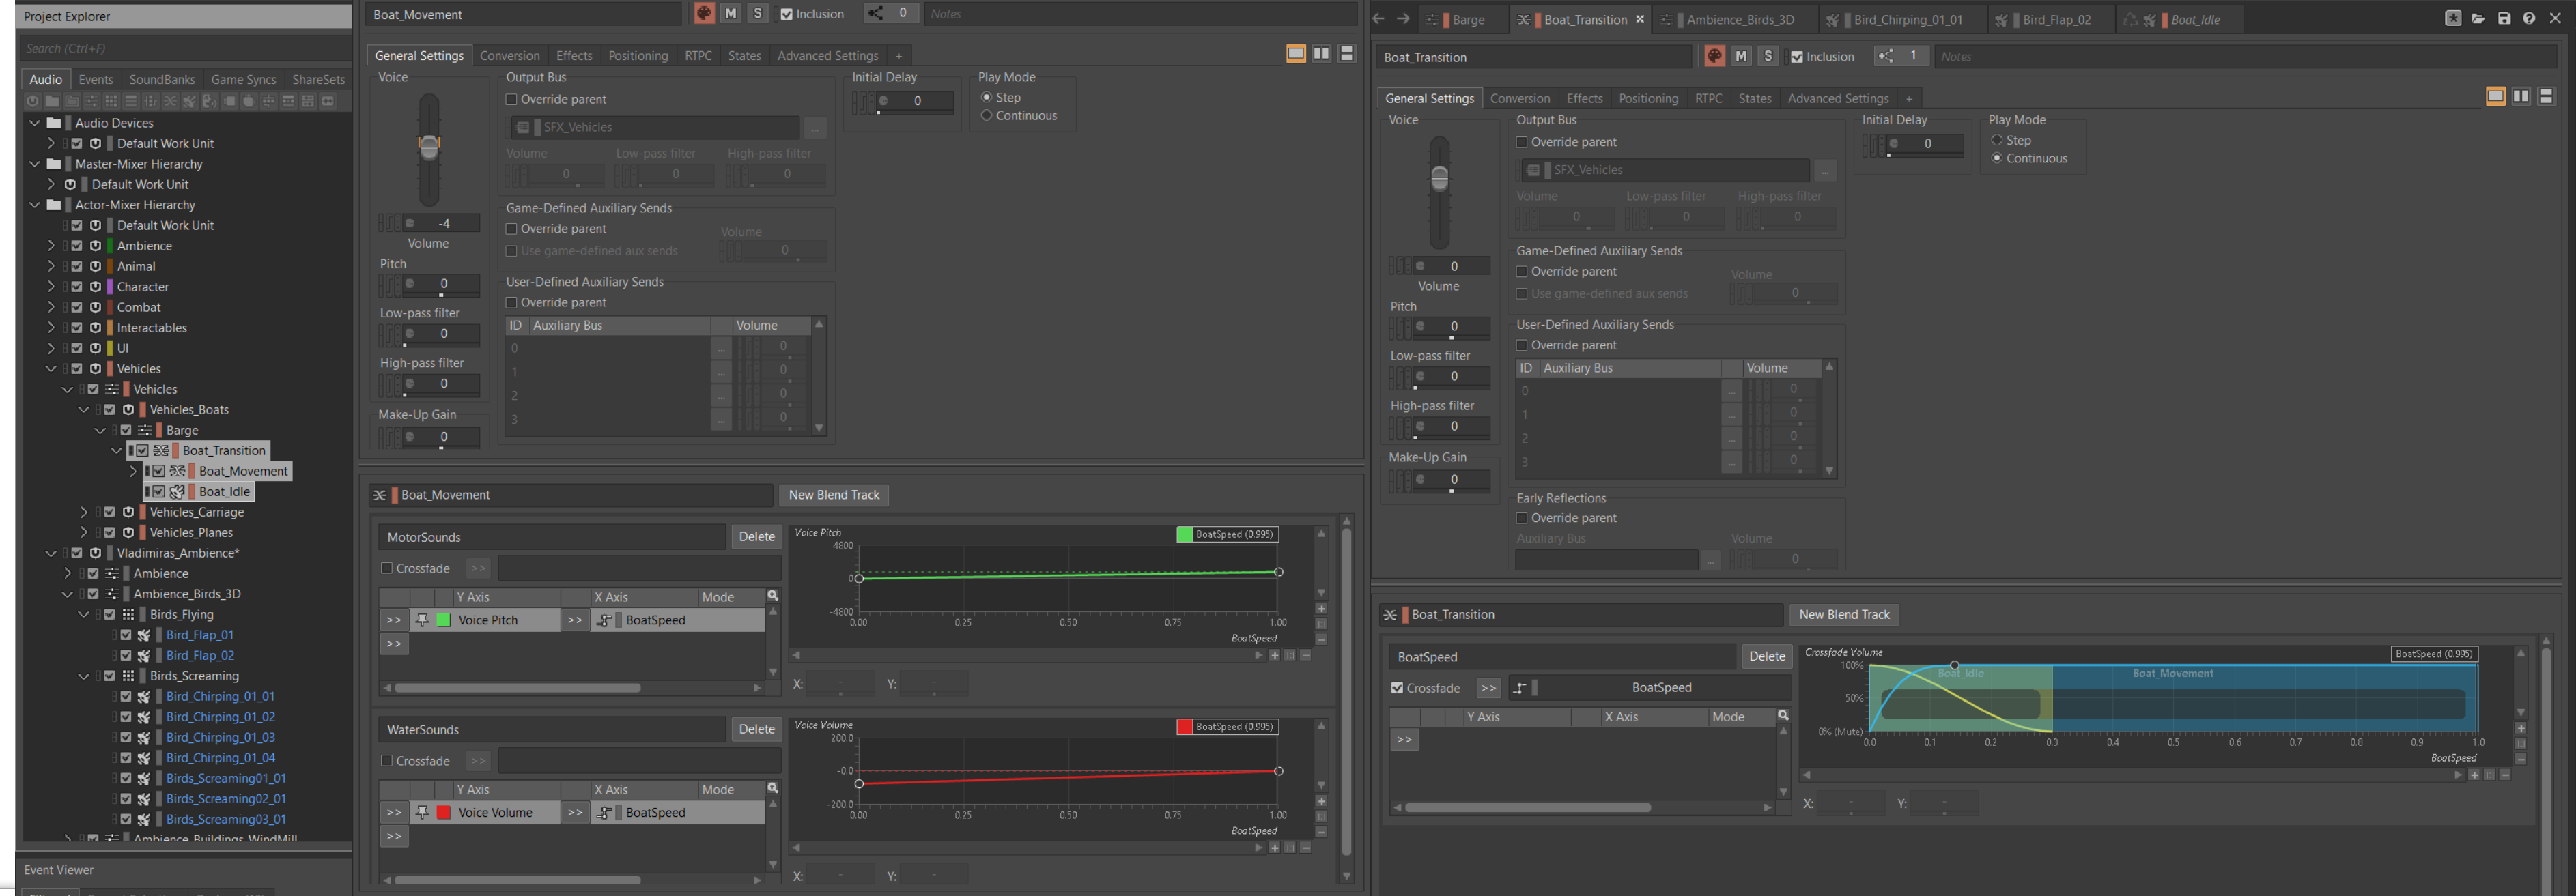 Project Explorer
Search (Ctrl+F)
Audio Events SoundBanks Game Syncs ShareSets
Audio Devices
Default Work Unit
Master-Mixer Hierarchy
Default Work Unit
Actor-Mixer Hierarchy
Default Work Unit
Ambience
Animal
Character
Combat
Interactables
UI
Vehicles
Vehicles
Vehicles_Boats
Barge
Boat_Transition
Boat_Movement
Boat_Idle
Vehicles_Carriage
Vehicles_Planes
Vladimiras_Ambience*
Ambience
Ambience_Birds_3D
Birds_Flying
Bird_Flap_01
Bird_Flap_02
Birds_Screaming
Bird_Chirping_01_01
Bird_Chirping_01_02
Bird_Chirping_01_03
Bird_Chirping_01_04
Birds_Screaming01_01
Birds_Screaming02_01
Birds_Screaming03_01
Ambience_Buildings_WindMill
Event Viewer
Boat_Movement M S Inclusion 0 Notes
General Settings Conversion Effects Positioning RTPC States Advanced Settings +
Voice
-4
Volume
Pitch
0
Low-pass filter
0
High-pass filter
0
Make-Up Gain
0
Output Bus
Override parent
SFX_Vehicles ...
Volume Low-pass filter High-pass filter
0 0 0
Game-Defined Auxiliary Sends
Override parent Volume
Use game-defined aux sends 0
User-Defined Auxiliary Sends
Override parent
ID Auxiliary Bus Volume
0 ... 0
1 ... 0
2 ... 0
3 ... 0
Initial Delay
0
Play Mode
Step
Continuous
Boat_Movement New Blend Track
MotorSounds Delete
Crossfade >>
Y Axis X Axis Mode
>> Voice Pitch >> BoatSpeed
>>
Voice Pitch BoatSpeed (0.995)
4800
0
-4800
0.00 0.25 0.50 0.75 1.00
BoatSpeed
X: - Y: -
WaterSounds Delete
Crossfade >>
Y Axis X Axis Mode
>> Voice Volume >> BoatSpeed
>>
Voice Volume BoatSpeed (0.995)
200.0
-0.0
-200.0
0.00 0.25 0.50 0.75 1.00
BoatSpeed
X: - Y: -
Barge Boat_Transition Ambience_Birds_3D Bird_Chirping_01_01 Bird_Flap_02 Boat_Idle
Boat_Transition M S Inclusion 1 Notes
General Settings Conversion Effects Positioning RTPC States Advanced Settings +
Voice
0
Volume
Pitch
0
Low-pass filter
0
High-pass filter
0
Make-Up Gain
0
Output Bus
Override parent
SFX_Vehicles ...
Volume Low-pass filter High-pass filter
0 0 0
Game-Defined Auxiliary Sends
Override parent Volume
Use game-defined aux sends 0
User-Defined Auxiliary Sends
Override parent
ID Auxiliary Bus Volume
0 ... 0
1 ... 0
2 ... 0
3 ... 0
Early Reflections
Override parent
Auxiliary Bus Volume
... 0
Initial Delay
0
Play Mode
Step
Continuous
Boat_Transition New Blend Track
BoatSpeed Delete
Crossfade >> BoatSpeed
Y Axis X Axis Mode
>>
Crossfade Volume BoatSpeed (0.995)
100%
50%
0% (Mute)
Boat_Idle Boat_Movement
0.0 0.1 0.2 0.3 0.4 0.5 0.6 0.7 0.8 0.9 1.0
BoatSpeed
X: - Y: -